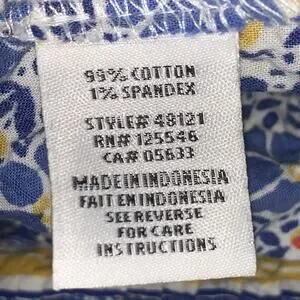 99% COTTON
1% SPANDEX
STYLE# 48121
RN# 125546
CA# 05633
MADE IN INDONESIA
FAIT EN INDONESIA
SEE REVERSE
FOR CARE
INSTRUCTIONS